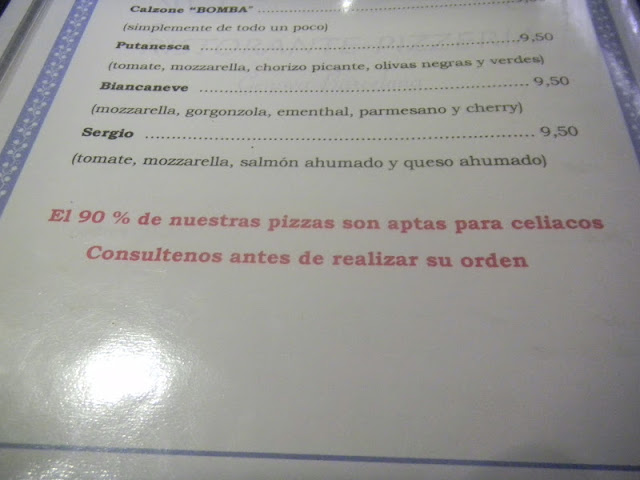 Calzone "BOMBA" ................................
(simplemente de todo un poco)
Putanesca ................................ 9,50
(tomate, mozzarella, chorizo picante, olivas negras y verdes)
Biancaneve ................................ 9,50
(mozzarella, gorgonzola, ementhal, parmesano y cherry)
Sergio ................................ 9,50
(tomate, mozzarella, salmón ahumado y queso ahumado)
El 90 % de nuestras pizzas son aptas para celiacos
Consultenos antes de realizar su orden